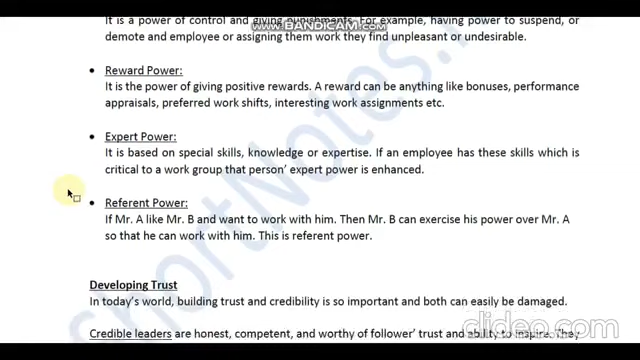 It is a power of control and giving punishments. For example, having power to suspend, or
www.BANDICAM.com
demote and employee or assigning them work they find unpleasant or undesirable.
• Reward Power:
It is the power of giving positive rewards. A reward can be anything like bonuses, performance
appraisals, preferred work shifts, interesting work assignments etc.
• Expert Power:
It is based on special skills, knowledge or expertise. If an employee has these skills which is
critical to a work group that person' expert power is enhanced.
• Referent Power:
If Mr. A like Mr. B and want to work with him. Then Mr. B can exercise his power over Mr. A
so that he can work with him. This is referent power.
Developing Trust
In today's world, building trust and credibility is so important and both can easily be damaged.
Credible leaders are honest, competent, and worthy of follower' trust and ability to inspire. They
clideo.com